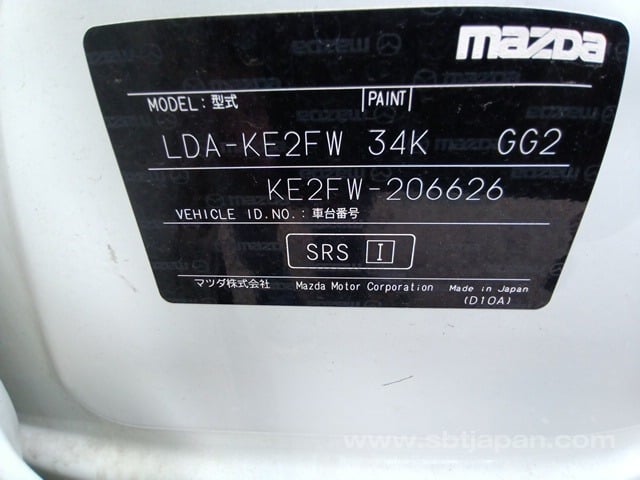 mazda
MODEL: 型式 PAINT
LDA-KE2FW 34K GG2
KE2FW-206626
VEHICLE ID.NO.: 車台番号
SRS I
マツダ株式会社 Mazda Motor Corporation Made in Japan
(D10A)
www.sbtjapan.com